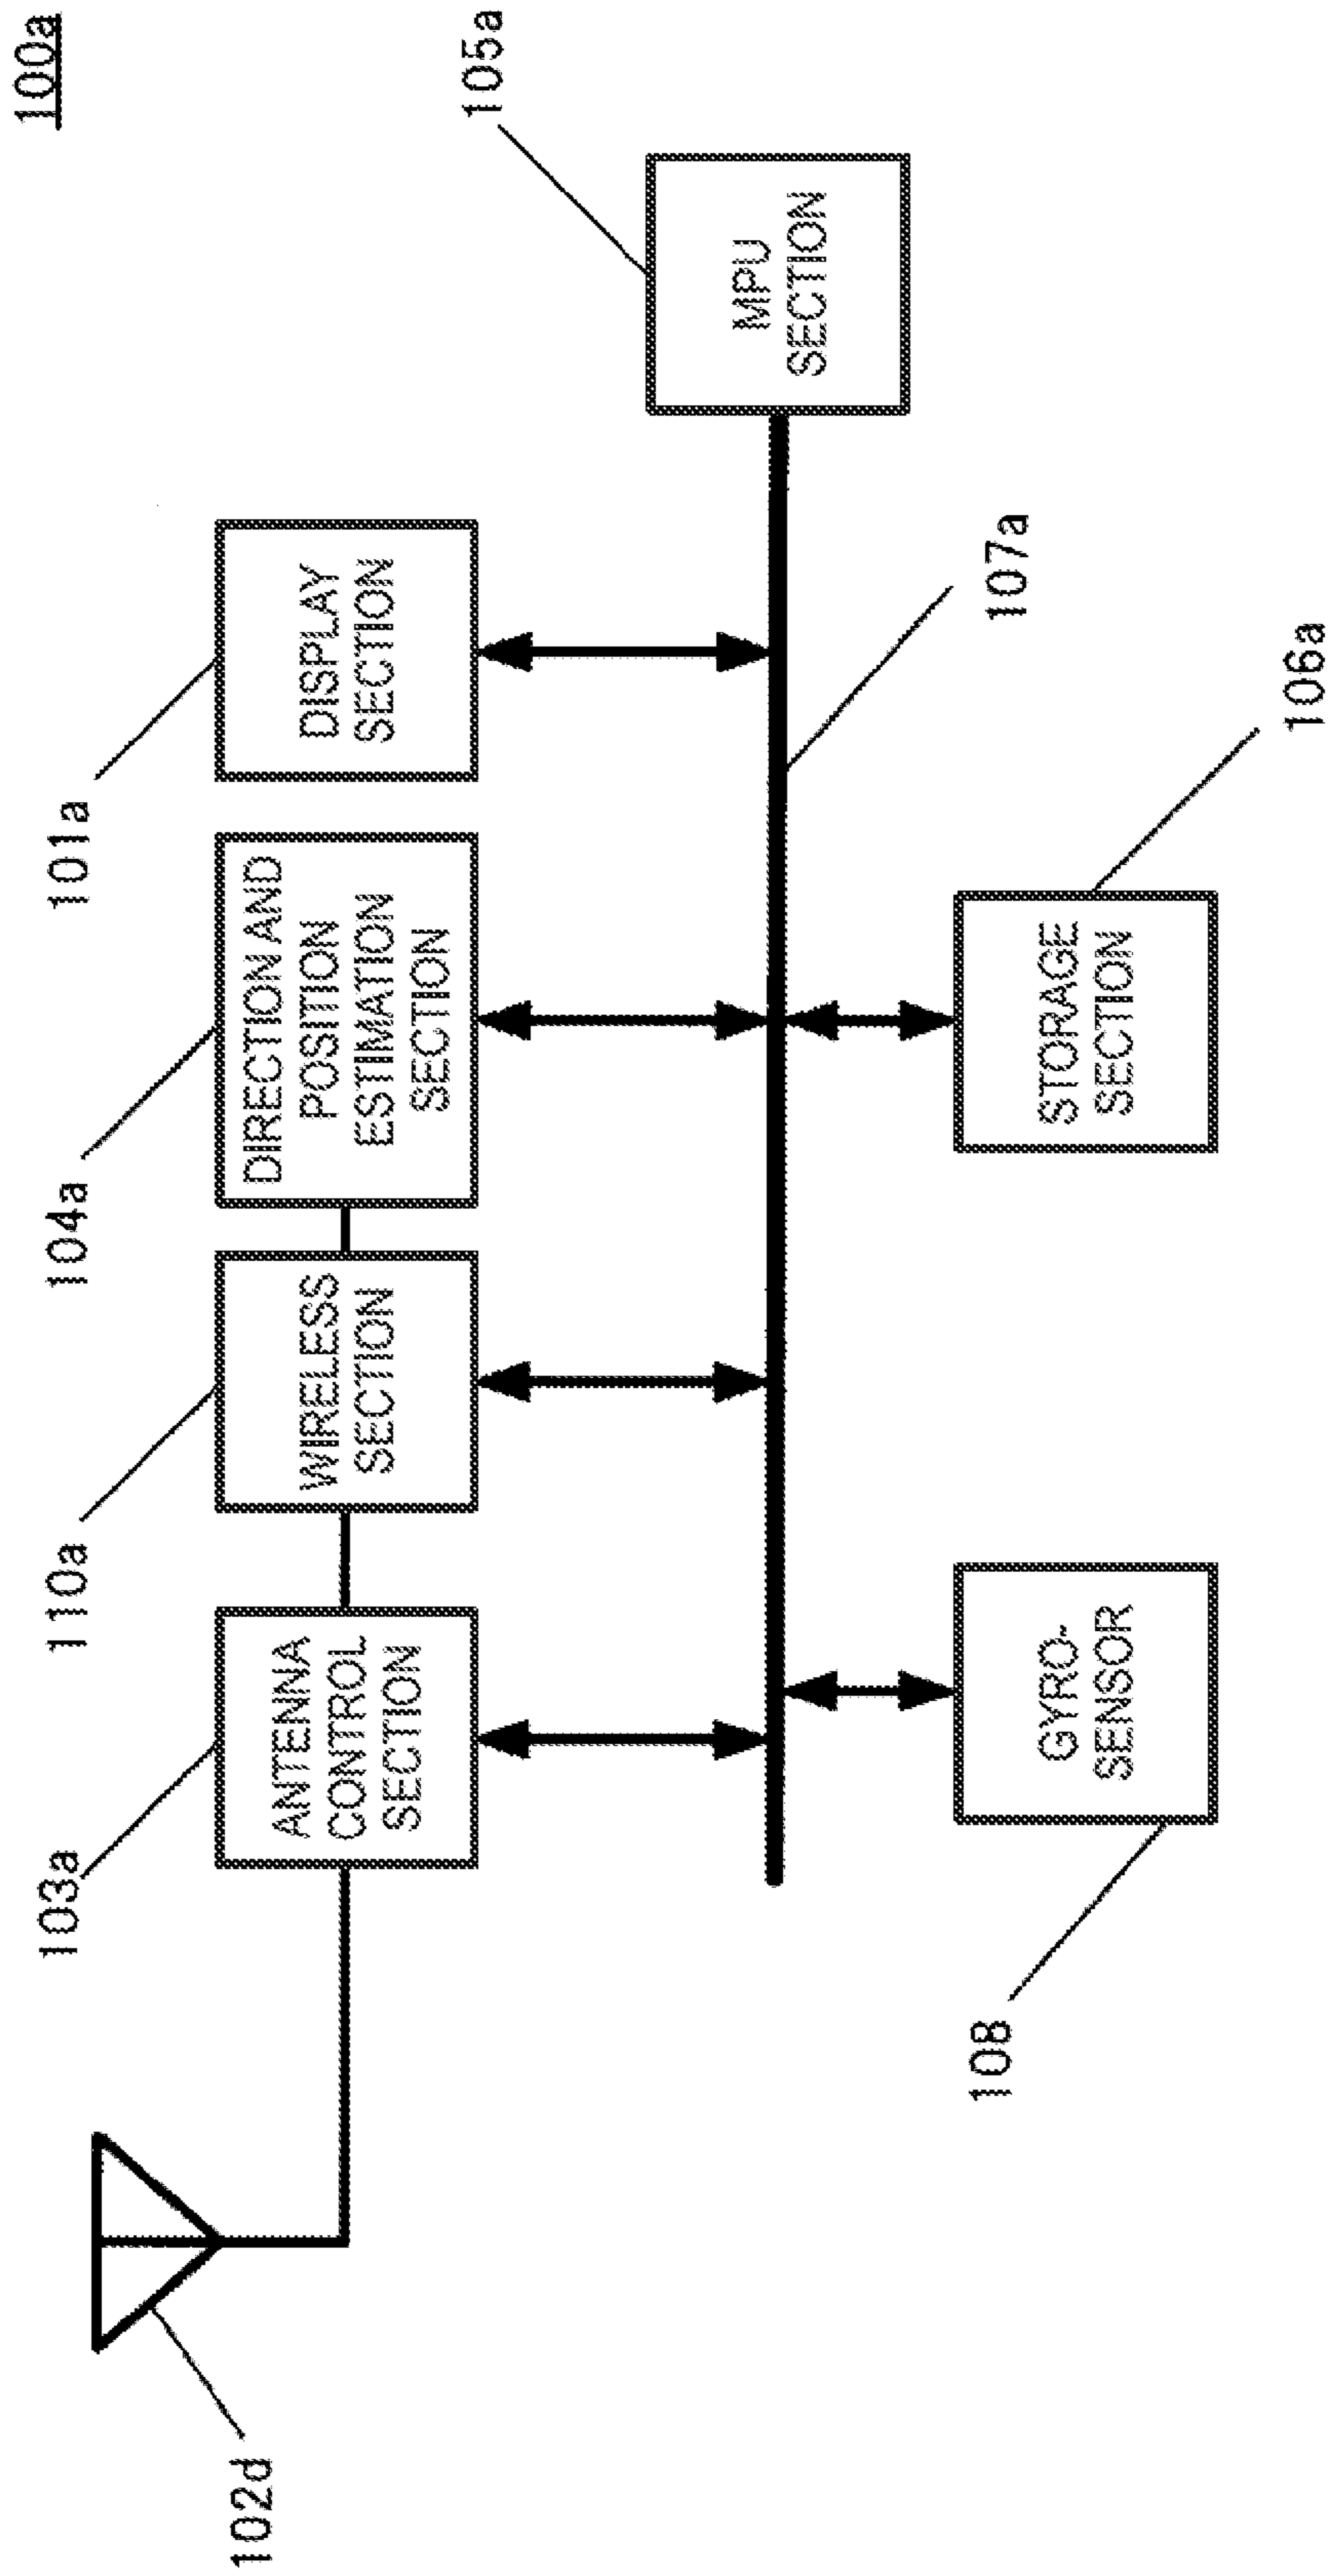 100a
102d
103a
110a
104a
101a
105a
ANTENNA
CONTROL
SECTION
WIRELESS
SECTION
DIRECTION AND
POSITION
ESTIMATION
SECTION
DISPLAY
SECTION
MPU
SECTION
107a
GYRO-
SENSOR
STORAGE
SECTION
108
106a